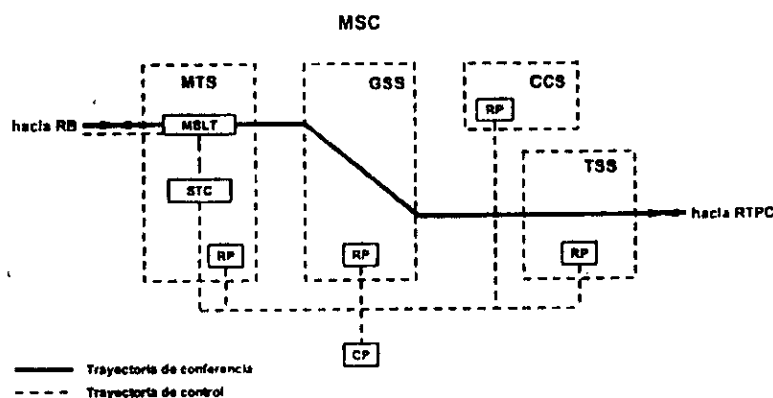 MSC
MTS
GSS
CCS
RP
hacia RB
MBLT
TSS
STC
hacia RTPC
RP
RP
RP
CP
Trayectoria de conferencia
Trayectoria de control